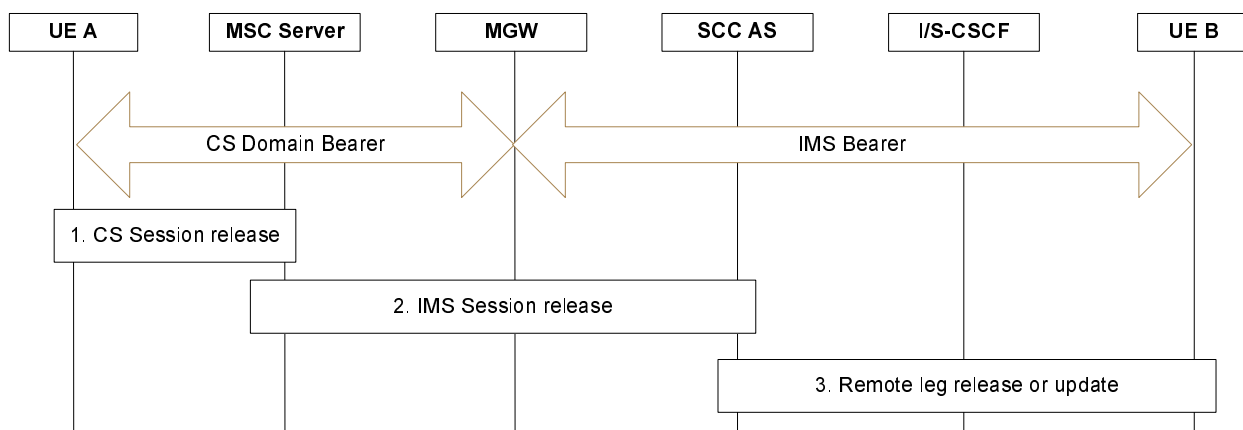 UE A
MSC Server
MGW
SCC AS
I/S-CSCF
UE B
CS Domain Bearer
IMS Bearer
1. CS Session release
2. IMS Session release
3. Remote leg release or update